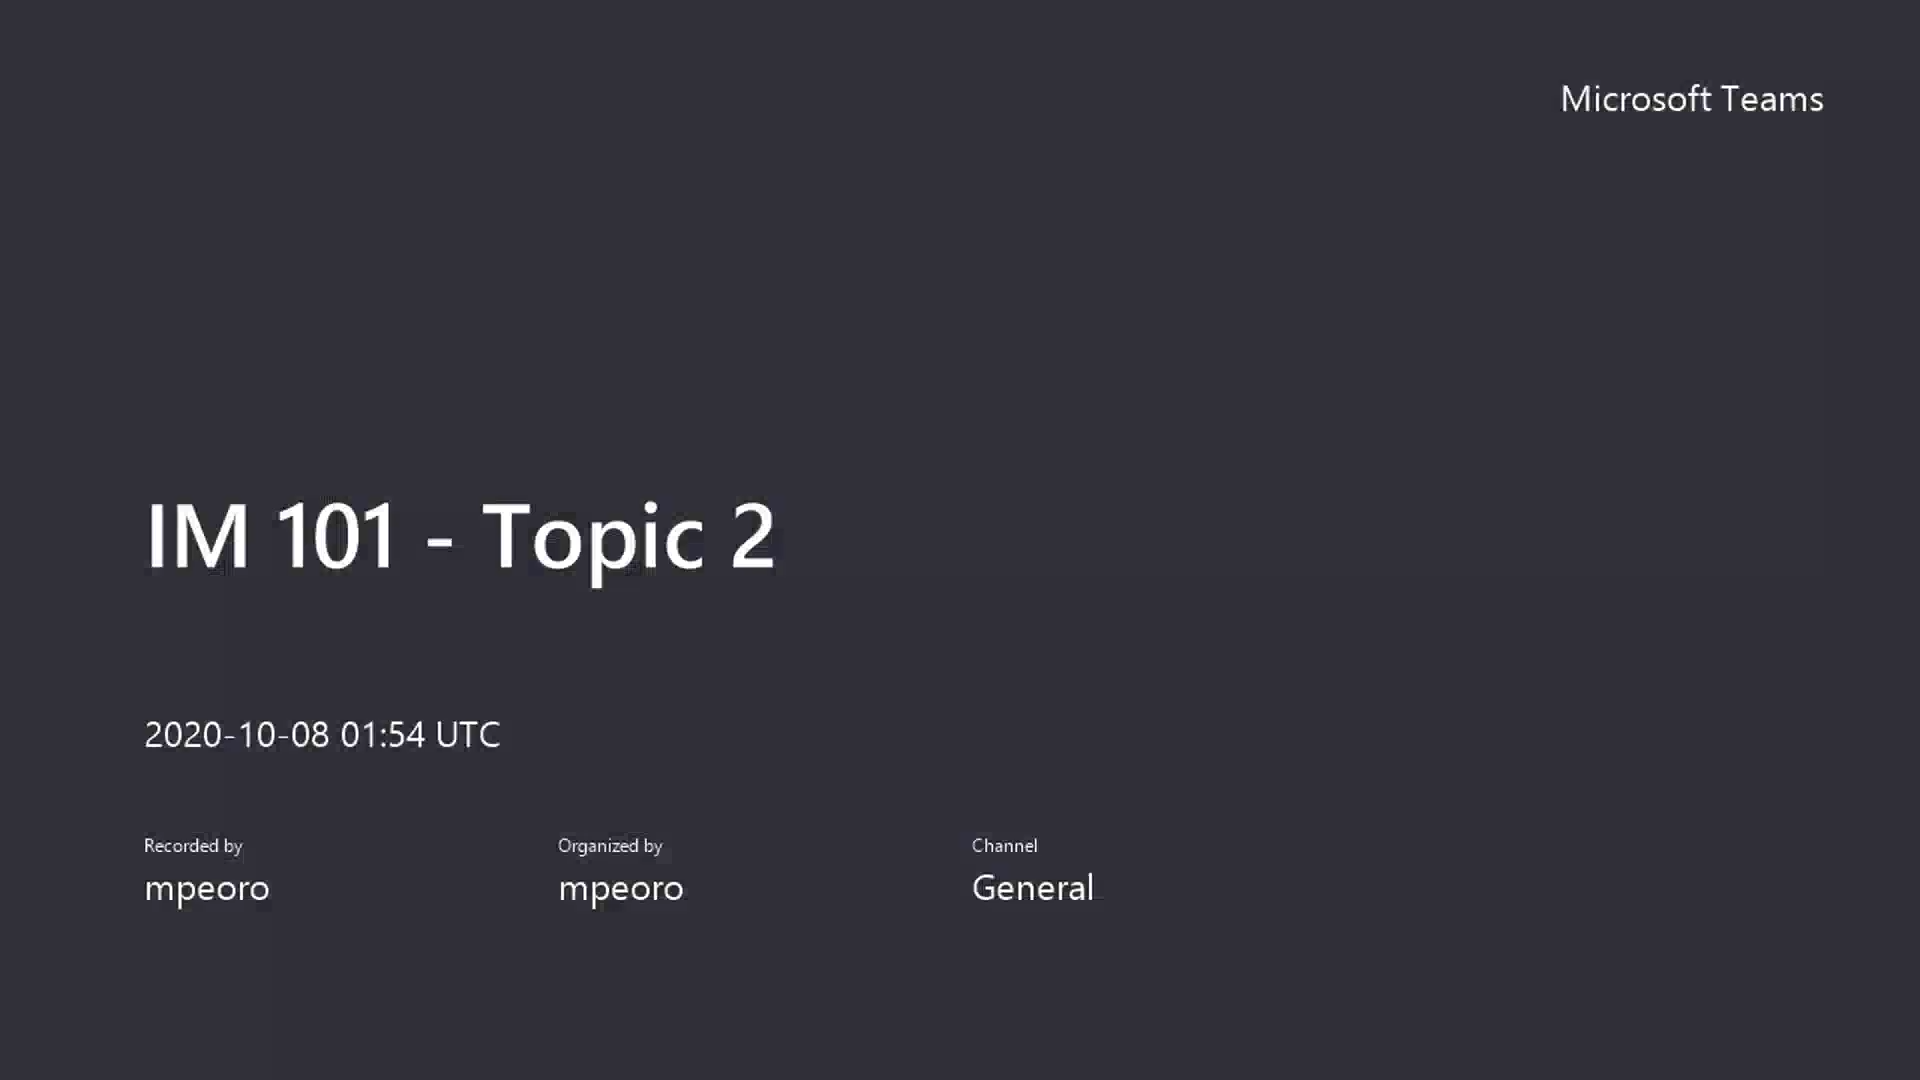 Microsoft Teams
IM 101 - Topic 2
2020-10-08 01:54 UTC
Recorded by
mpeoro
Organized by
mpeoro
Channel
General